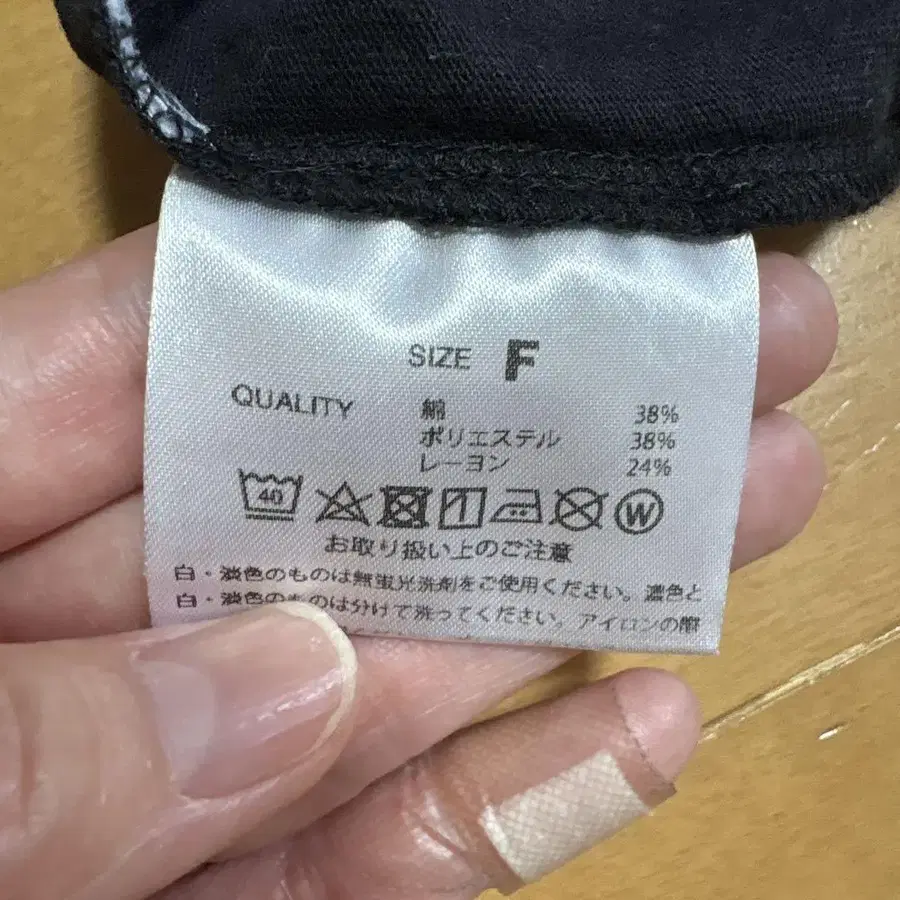 SIZE F
QUALITY 綿 38%
ポリエステル 38%
レーヨン 24%
40 W
お取り扱い上のご注意
白・淡色のものは無蛍光洗剤をご使用ください。濃色と
白・淡色のものは分けて洗ってください。アイロンの際